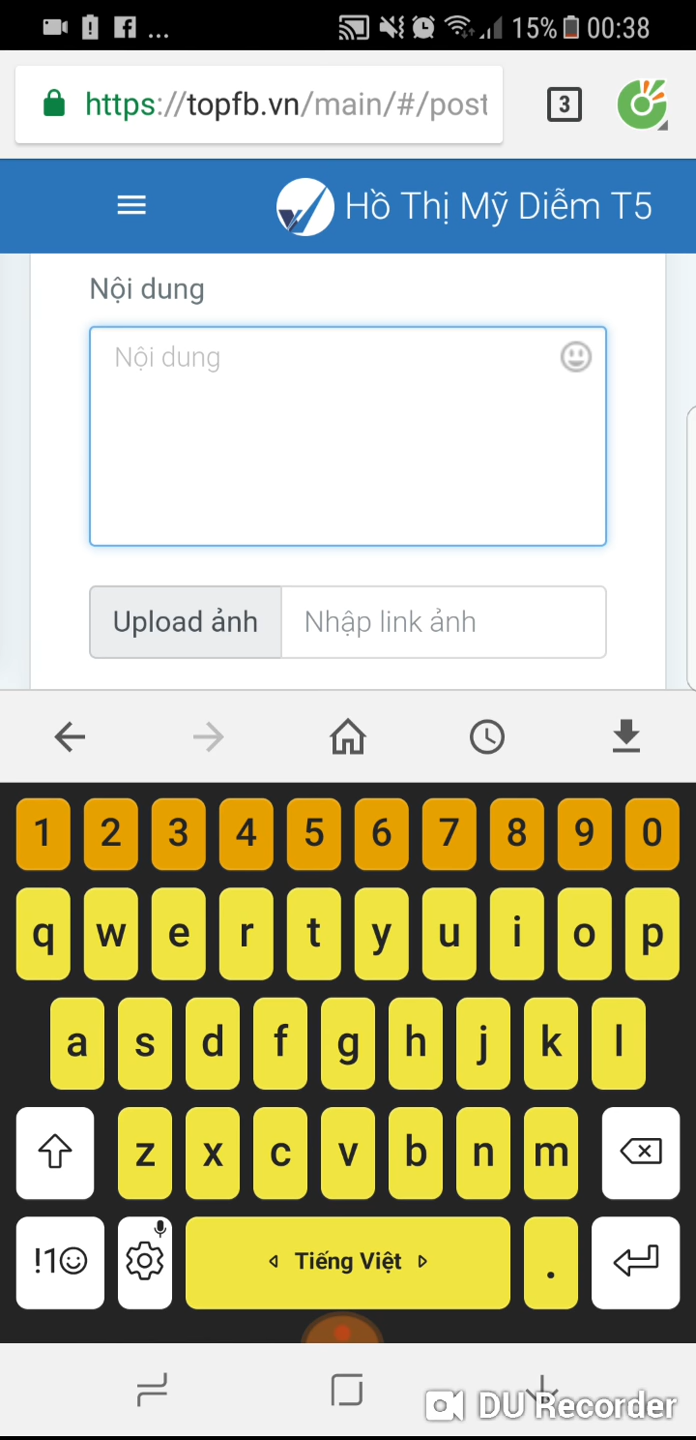 ... 15% 00:38
https://topfb.vn/main/#/post
3
Hồ Thị Mỹ Diễm T5
Nội dung
Nội dung
Upload ảnh
Nhập link ảnh
1 2 3 4 5 6 7 8 9 0
q w e r t y u i o p
a s d f g h j k l
z x c v b n m
!1☺ Tiếng Việt .
DU Recorder